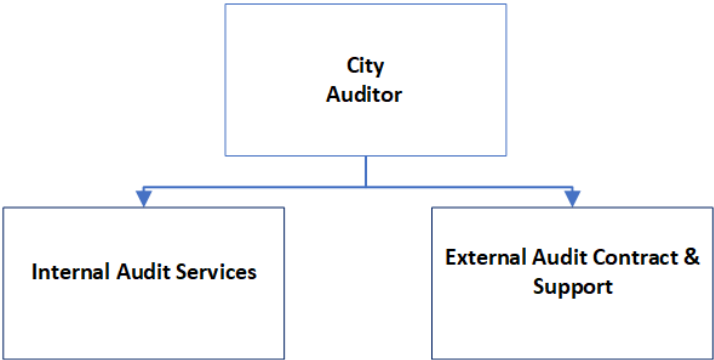 City
Auditor
Internal Audit Services
External Audit Contract &
Support